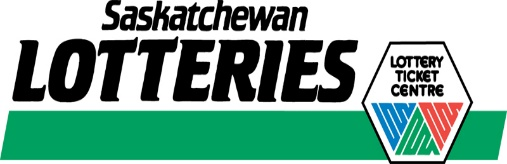 Saskatchewan
LOTTERIES
LOTTERY
TICKET
CENTRE